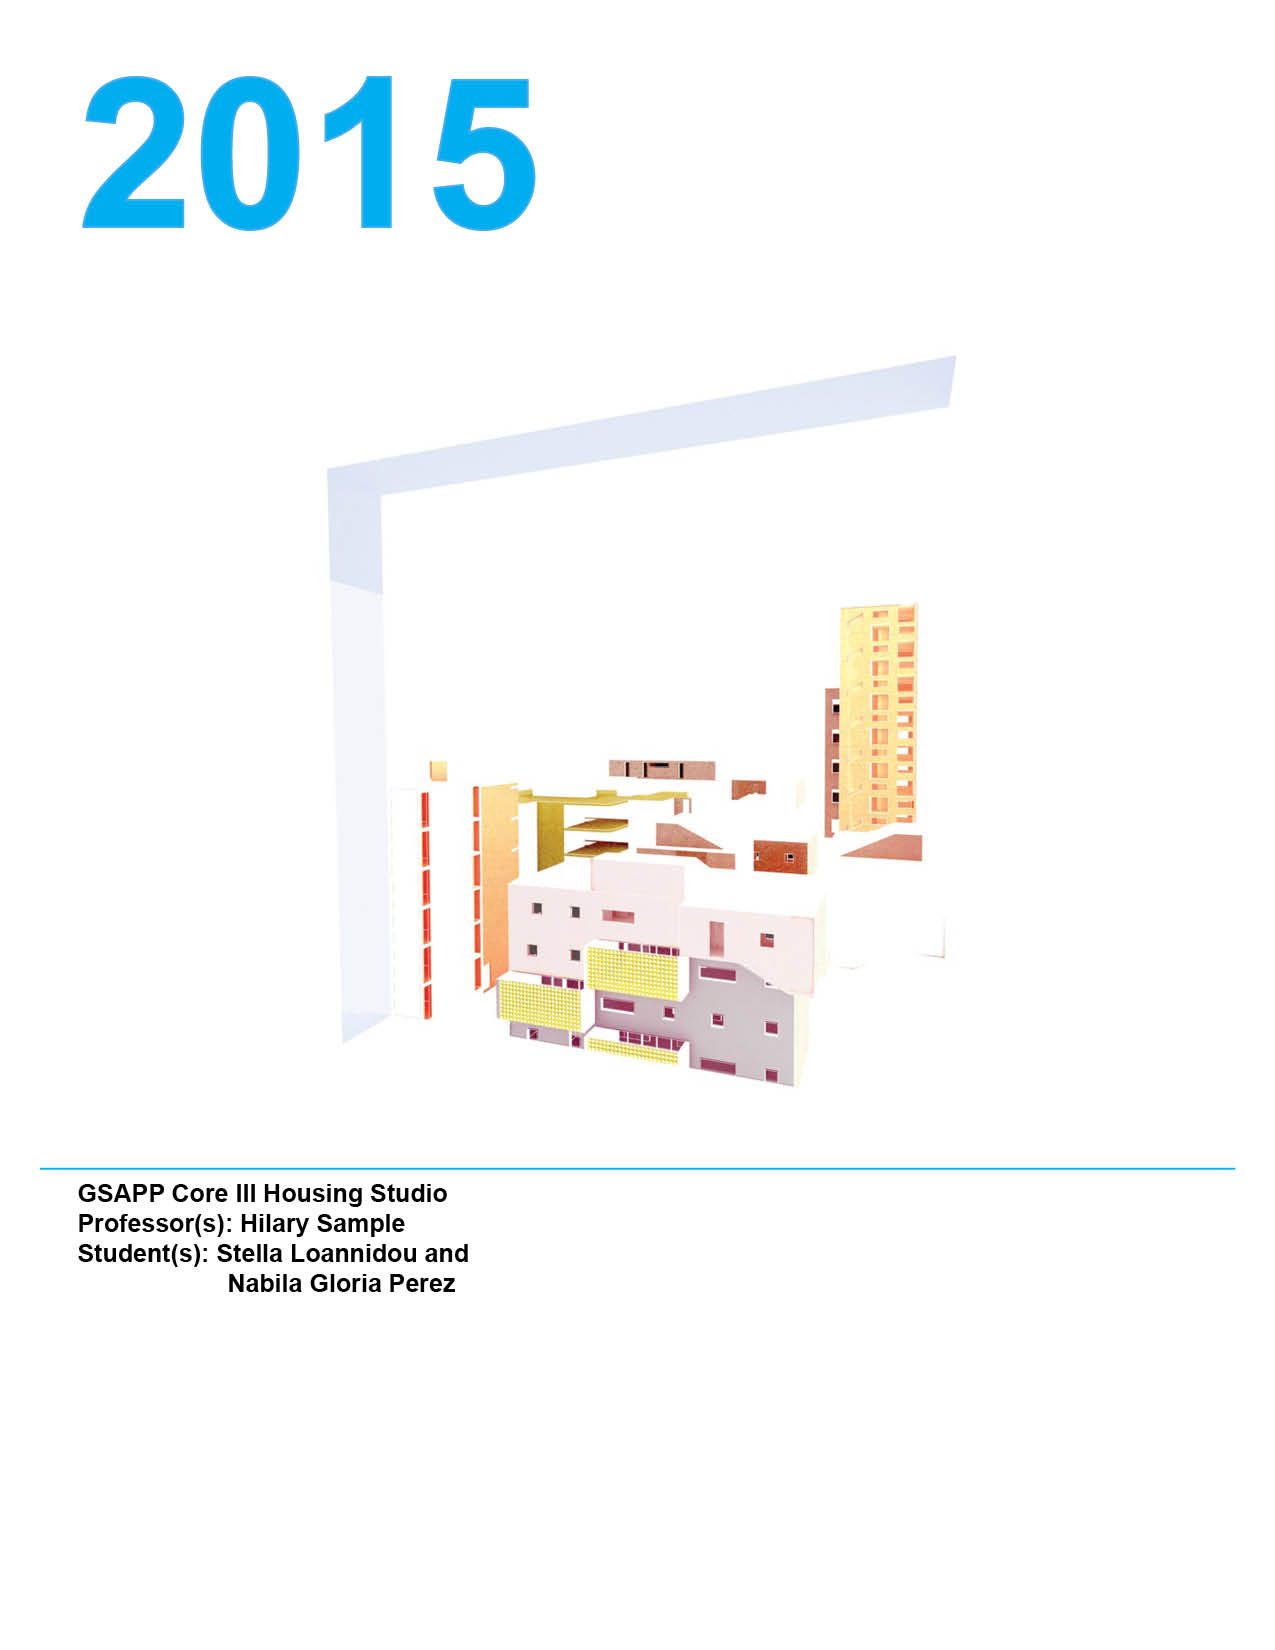 2015
GSAPP Core III Housing Studio
Professor(s): Hilary Sample
Student(s): Stella Loannidou and
Nabila Gloria Perez